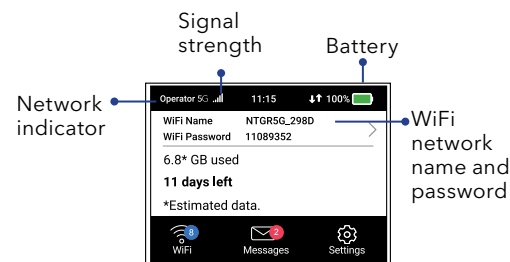 Signal
strength
Battery
Network
indicator
Operator 5G 11:15 100%
WiFi Name NTGR5G_298D
WiFi Password 11089352
WiFi
network
name and
password
6.8* GB used
11 days left
*Estimated data.
8 2
WiFi Messages Settings